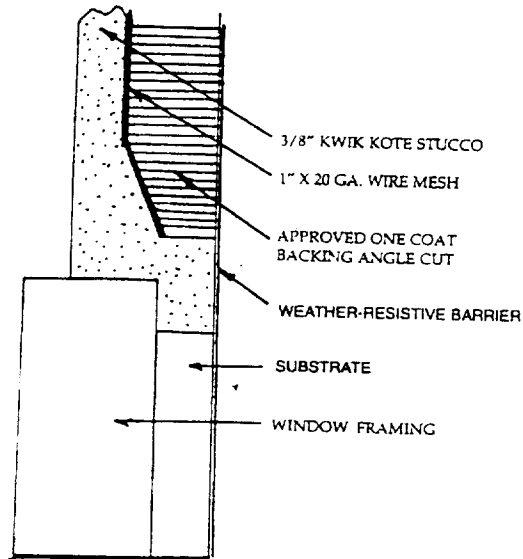 3/8" KWIK KOTE STUCCO
1" X 20 GA. WIRE MESH
APPROVED ONE COAT
BACKING ANGLE CUT
WEATHER-RESISTIVE BARRIER
SUBSTRATE
WINDOW FRAMING